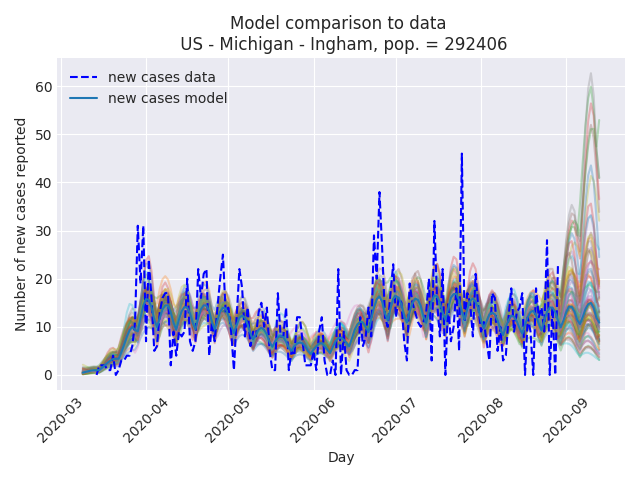 Model comparison to data
US - Michigan - Ingham, pop. = 292406
new cases data
new cases model
Number of new cases reported
60
50
40
30
20
10
0
2020-03
2020-04
2020-05
2020-06
2020-07
2020-08
2020-09
Day